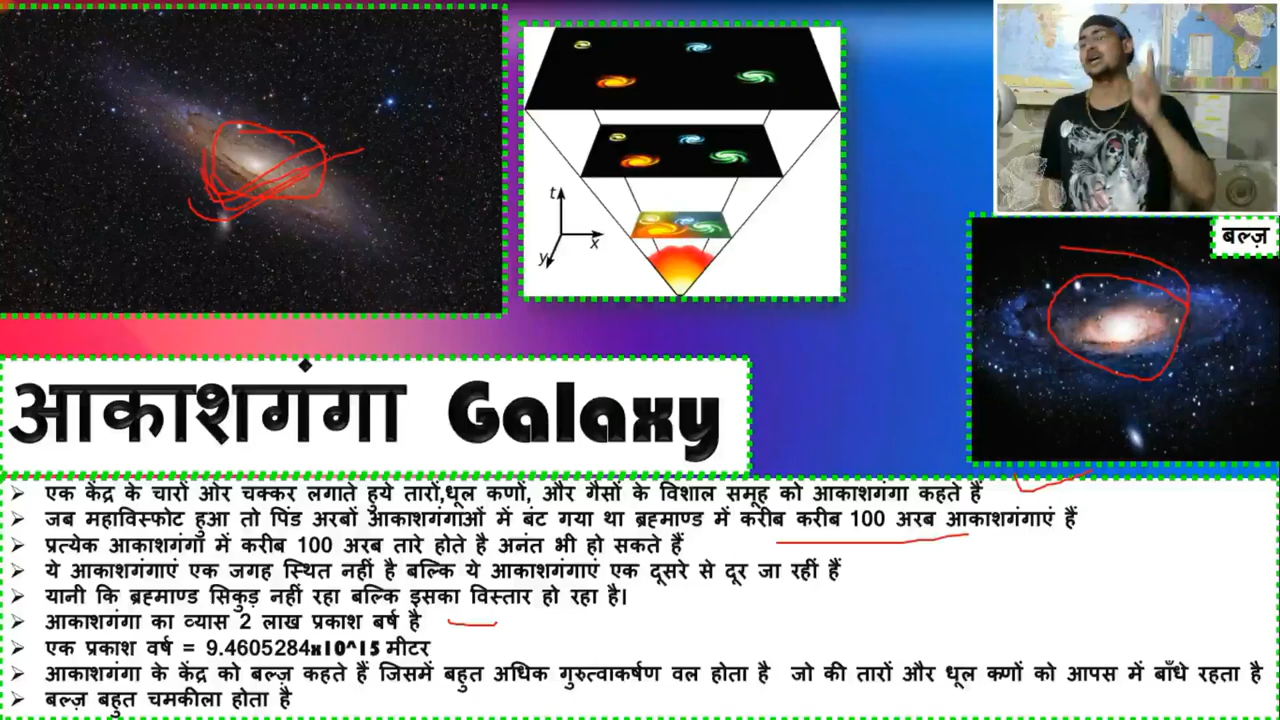 t
x
y
बल्ज़
आकाशगंगा Galaxy
➢ एक केंद्र के चारों ओर चक्कर लगाते हुये तारों,धूल कणों, और गैसों के विशाल समूह को आकाशगंगा कहते हैं
➢ जब महाविस्फोट हुआ तो पिंड अरबों आकाशगंगाओं में बंट गया था ब्रह्माण्ड में करीब करीब 100 अरब आकाशगंगाएं हैं
➢ प्रत्येक आकाशगंगा में करीब 100 अरब तारे होते है अनंत भी हो सकते हैं
➢ ये आकाशगंगाएं एक जगह स्थित नहीं है बल्कि ये आकाशगंगाएं एक दूसरे से दूर जा रहीं हैं
➢ यानी कि ब्रह्माण्ड सिकुड़ नहीं रहा बल्कि इसका विस्तार हो रहा है।
➢ आकाशगंगा का व्यास 2 लाख प्रकाश बर्ष है
➢ एक प्रकाश वर्ष = 9.4605284x10^15 मीटर
➢ आकाशगंगा के केंद्र को बल्ज़ कहते हैं जिसमें बहुत अधिक गुरुत्वाकर्षण वल होता है जो की तारों और धूल कणों को आपस में बाँधे रहता है
➢ बल्ज़ बहुत चमकीला होता है